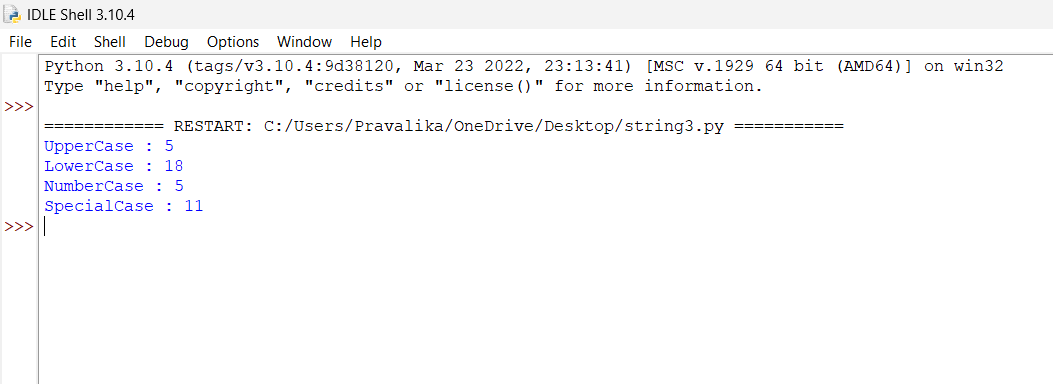 IDLE Shell 3.10.4
File Edit Shell Debug Options Window Help
Python 3.10.4 (tags/v3.10.4:9d38120, Mar 23 2022, 23:13:41) [MSC v.1929 64 bit (AMD64)] on win32
Type "help", "copyright", "credits" or "license()" for more information.
>>>
============ RESTART: C:/Users/Pravalika/OneDrive/Desktop/string3.py ===========
UpperCase : 5
LowerCase : 18
NumberCase : 5
SpecialCase : 11
>>>